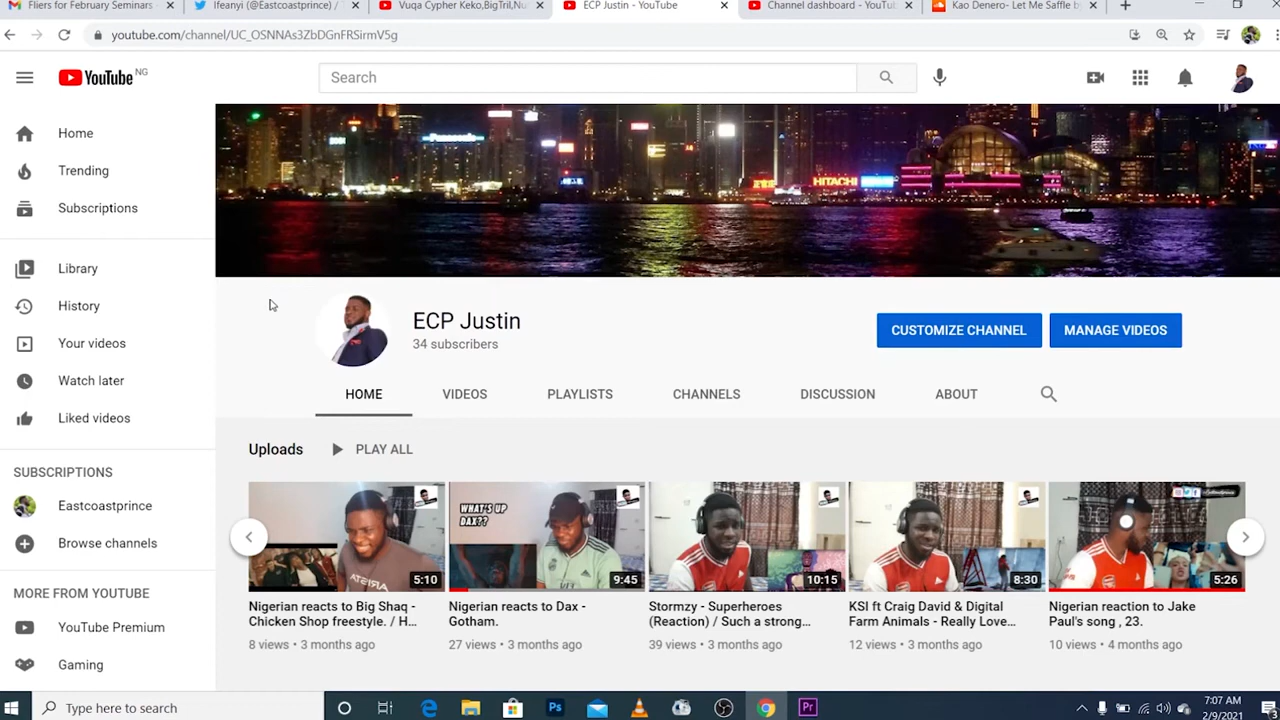 Fliers for February Seminars -
Ifeanyi (@Eastcoastprince) / T
Vuqa Cypher Keko,BigTril,Nu
ECP Justin - YouTube
Channel dashboard - YouTu
Kao Denero- Let Me Saffle b
youtube.com/channel/UC_OSNNAs3ZbDGnFRSirmV5g
YouTube NG
Search
Home
Trending
Subscriptions
Library
History
Your videos
Watch later
Liked videos
SUBSCRIPTIONS
Eastcoastprince
Browse channels
MORE FROM YOUTUBE
YouTube Premium
Gaming
Panasonic
HITACHI
ECP Justin
34 subscribers
CUSTOMIZE CHANNEL
MANAGE VIDEOS
HOME VIDEOS PLAYLISTS CHANNELS DISCUSSION ABOUT
Uploads PLAY ALL
5:10
WHAT'S UP
DAX??
9:45
10:15
8:30
5:26
Nigerian reacts to Big Shaq -
Chicken Shop freestyle. / H...
8 views • 3 months ago
Nigerian reacts to Dax -
Gotham.
27 views • 3 months ago
Stormzy - Superheroes
(Reaction) / Such a strong...
39 views • 3 months ago
KSI ft Craig David & Digital
Farm Animals - Really Love...
12 views • 3 months ago
Nigerian reaction to Jake
Paul's song , 23.
10 views • 4 months ago
Type here to search
Ps
Pr
7:07 AM
2/9/2021